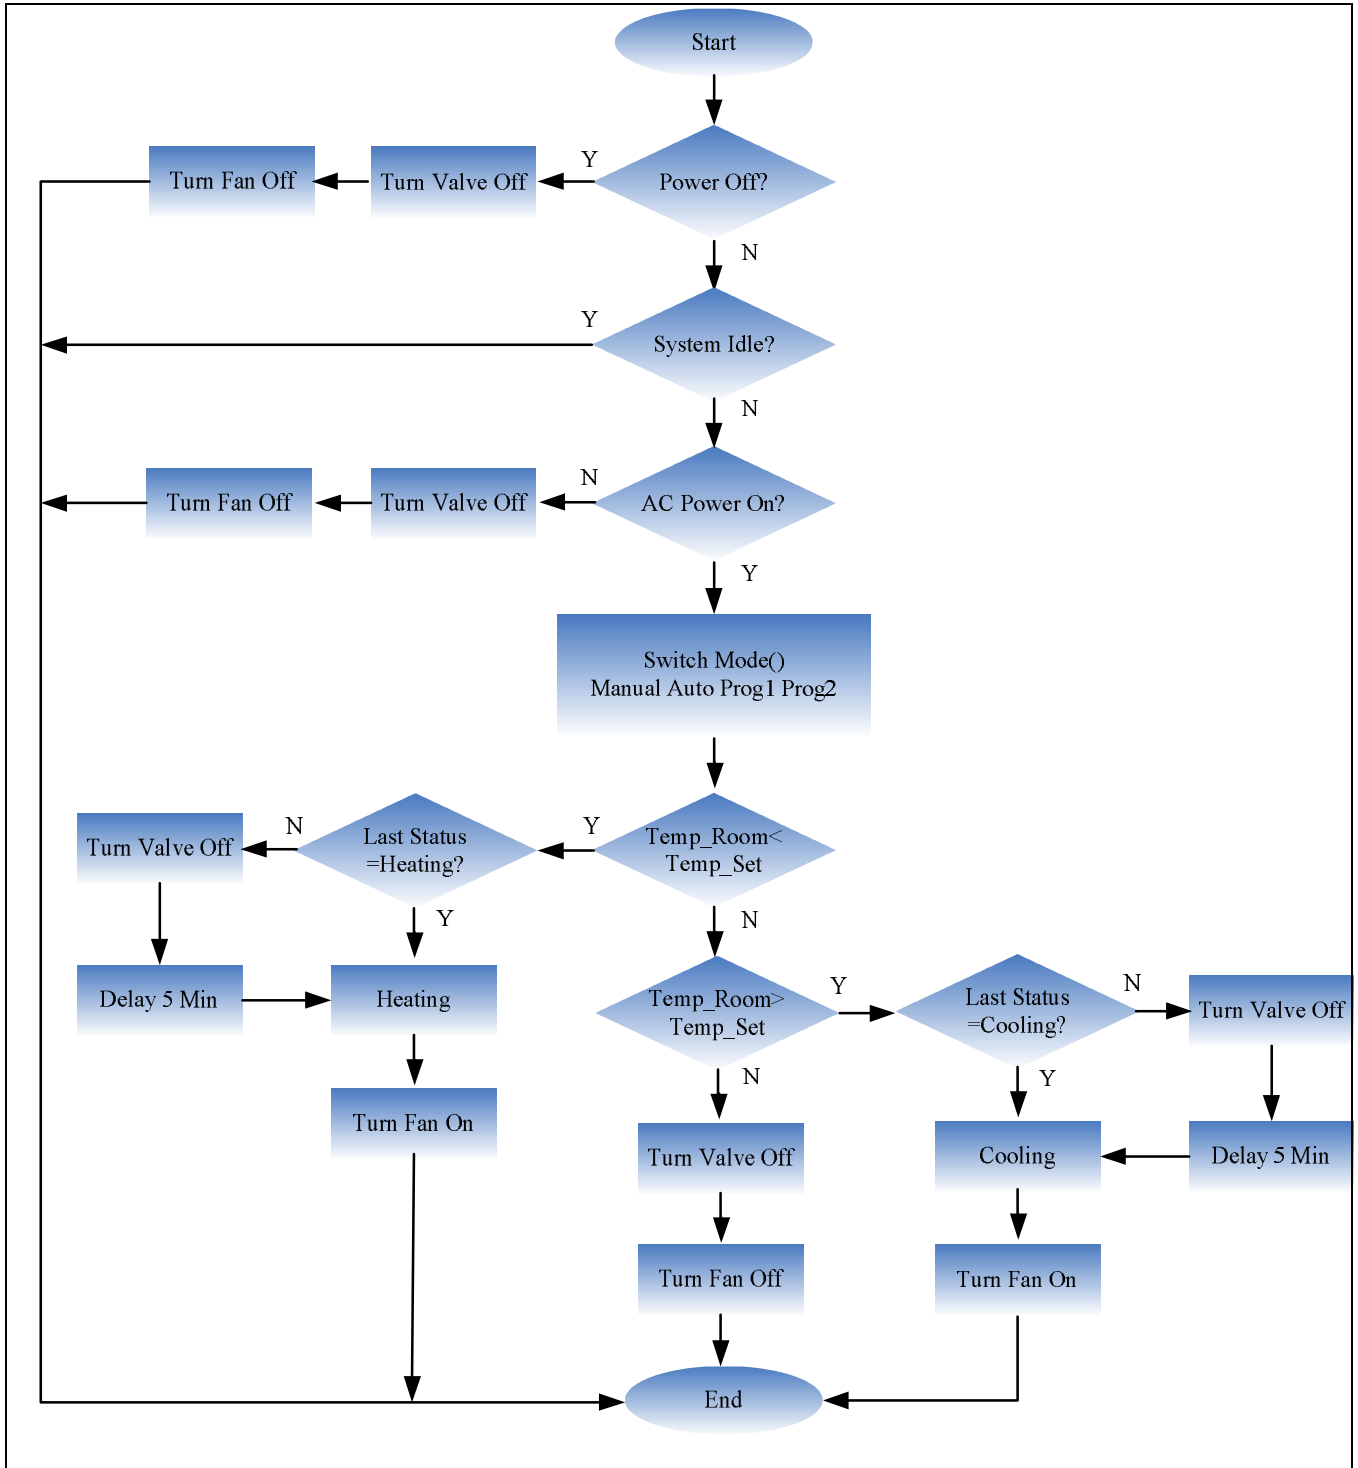 Start
Power Off?
Y
Turn Valve Off
Turn Fan Off
N
System Idle?
Y
N
AC Power On?
N
Turn Valve Off
Turn Fan Off
Y
Switch Mode()
Manual Auto Prog1 Prog2
Temp_Room<
Temp_Set
Y
Last Status
=Heating?
N
Turn Valve Off
Delay 5 Min
Y
Heating
Turn Fan On
N
Temp_Room>
Temp_Set
Y
Last Status
=Cooling?
N
Turn Valve Off
Delay 5 Min
Y
Cooling
Turn Fan On
N
Turn Valve Off
Turn Fan Off
End